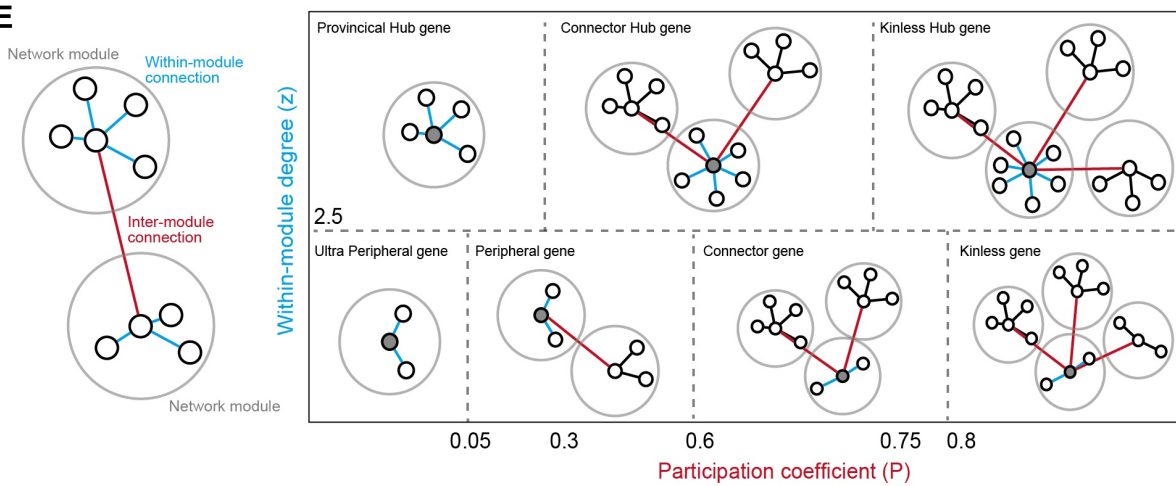 E
Network module
Within-module
connection
Inter-module
connection
Network module
Within-module degree (z)
Provincical Hub gene
Connector Hub gene
Kinless Hub gene
2.5
Ultra Peripheral gene
Peripheral gene
Connector gene
Kinless gene
0.05
0.3
0.6
0.75
0.8
Participation coefficient (P)